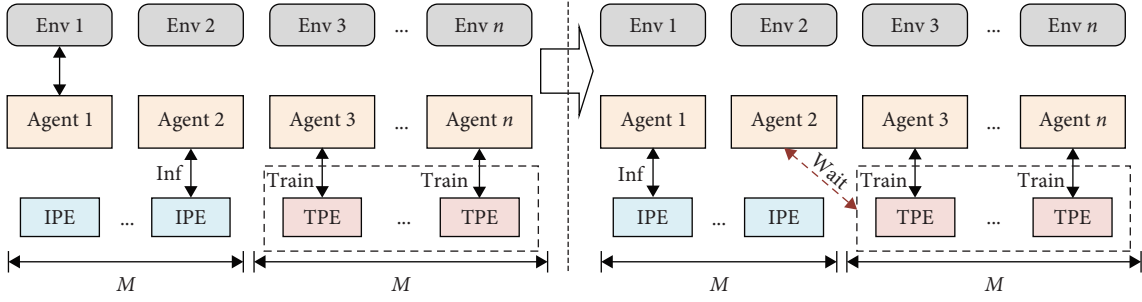 Env 1 Env 2 Env 3 ... Env n Env 1 Env 2 Env 3 ... Env n
Agent 1 Agent 2 Agent 3 ... Agent n Agent 1 Agent 2 Agent 3 ... Agent n
Inf Train Train Inf Wait Train Train
IPE ... IPE TPE ... TPE IPE ... IPE TPE ... TPE
M M M M